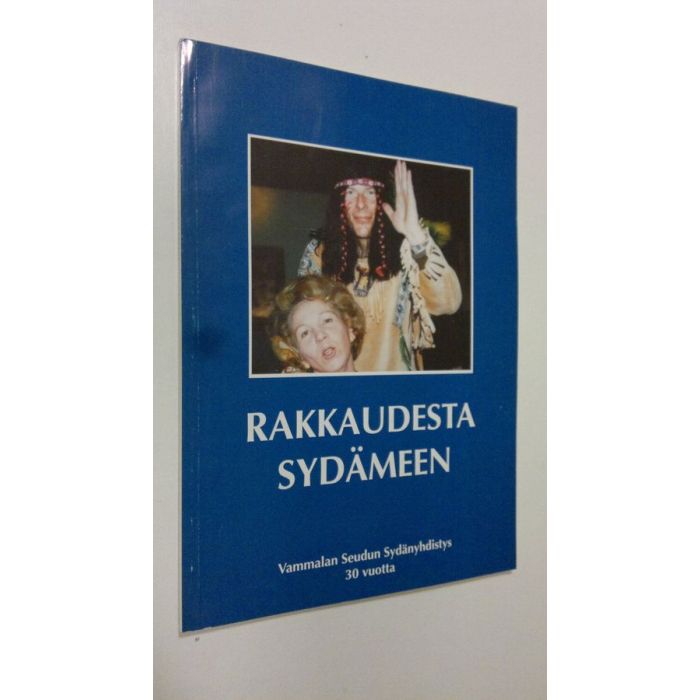 RAKKAUDESTA
SYDÄMEEN
Vammalan Seudun Sydänyhdistys
30 vuotta